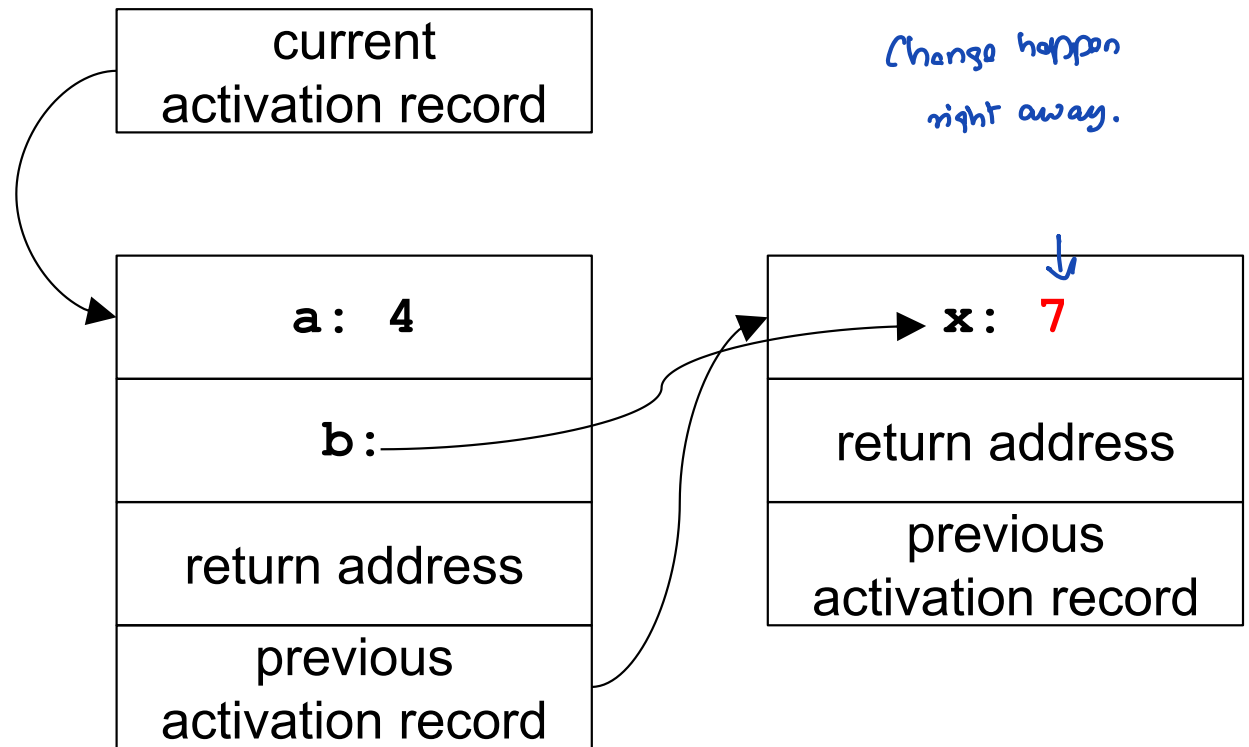 current
activation record
Change happen
right away.
a: 4
b:
return address
previous
activation record
x: 7
return address
previous
activation record